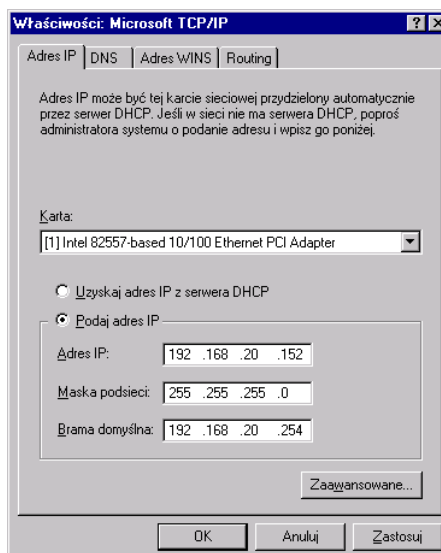 Właściwości: Microsoft TCP/IP
Adres IP DNS Adres WINS Routing
Adres IP może być tej karcie sieciowej przydzielony automatycznie
przez serwer DHCP. Jeśli w sieci nie ma serwera DHCP, poproś
administratora systemu o podanie adresu i wpisz go poniżej.
Karta:
[1] Intel 82557-based 10/100 Ethernet PCI Adapter
Uzyskaj adres IP z serwera DHCP
Podaj adres IP
Adres IP: 192 .168 .20 .152
Maska podsieci: 255 .255 .255 .0
Brama domyślna: 192 .168 .20 .254
Zaawansowane...
OK Anuluj Zastosuj